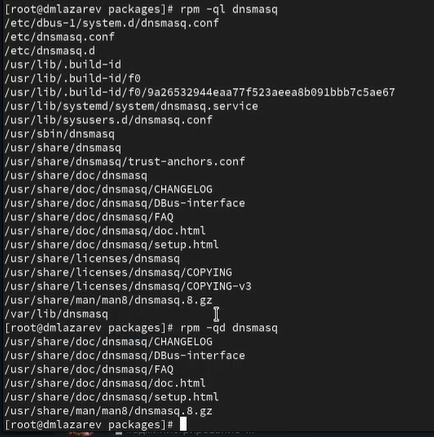 [root@dmlazarev packages]# rpm -ql dnsmasq
/etc/dbus-1/system.d/dnsmasq.conf
/etc/dnsmasq.conf
/etc/dnsmasq.d
/usr/lib/.build-id
/usr/lib/.build-id/f0
/usr/lib/.build-id/f0/9a26532944eaa77f523aeea8b091bbb7c5ae67
/usr/lib/systemd/system/dnsmasq.service
/usr/lib/sysusers.d/dnsmasq.conf
/usr/sbin/dnsmasq
/usr/share/dnsmasq
/usr/share/dnsmasq/trust-anchors.conf
/usr/share/doc/dnsmasq
/usr/share/doc/dnsmasq/CHANGELOG
/usr/share/doc/dnsmasq/DBus-interface
/usr/share/doc/dnsmasq/FAQ
/usr/share/doc/dnsmasq/doc.html
/usr/share/doc/dnsmasq/setup.html
/usr/share/licenses/dnsmasq
/usr/share/licenses/dnsmasq/COPYING
/usr/share/licenses/dnsmasq/COPYING-v3
/usr/share/man/man8/dnsmasq.8.gz
/var/lib/dnsmasq
[root@dmlazarev packages]# rpm -qd dnsmasq
/usr/share/doc/dnsmasq/CHANGELOG
/usr/share/doc/dnsmasq/DBus-interface
/usr/share/doc/dnsmasq/FAQ
/usr/share/doc/dnsmasq/doc.html
/usr/share/doc/dnsmasq/setup.html
/usr/share/man/man8/dnsmasq.8.gz
[root@dmlazarev packages]#